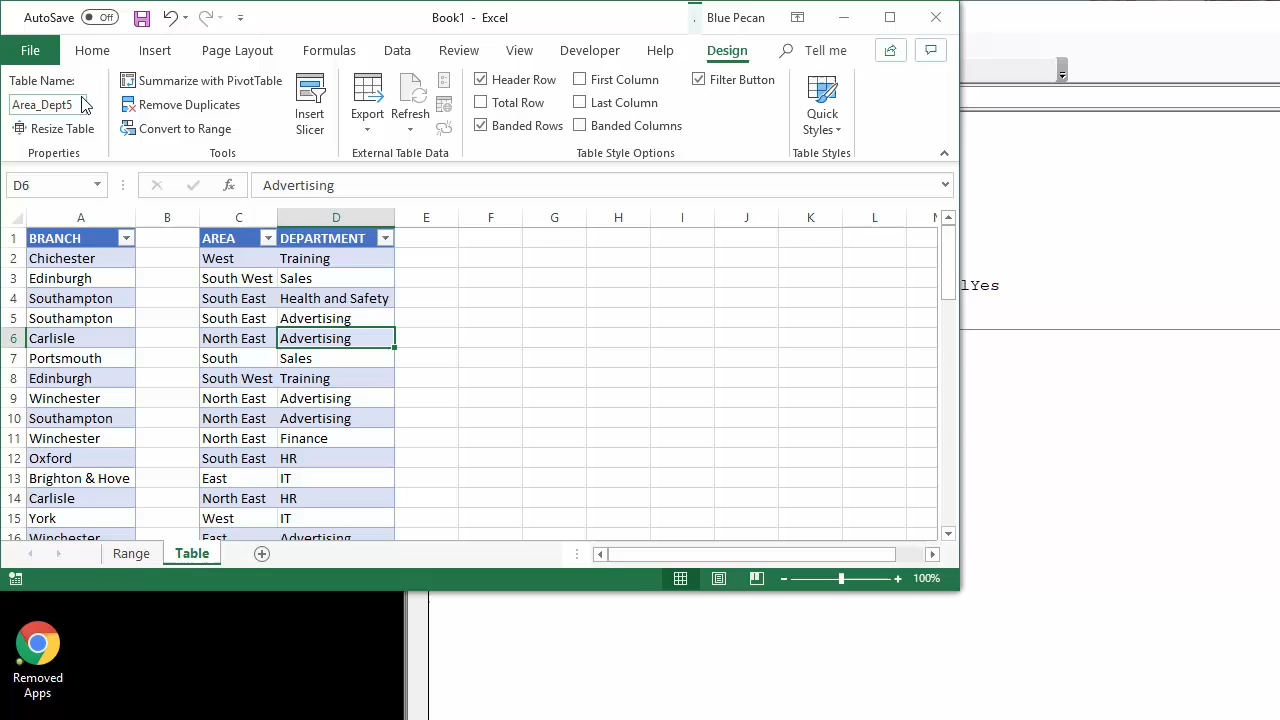 AutoSave Off Book1 - Excel Blue Pecan
File Home Insert Page Layout Formulas Data Review View Developer Help Design Tell me
Table Name:
Area_Dept5
Resize Table
Properties
Summarize with PivotTable
Remove Duplicates
Convert to Range
Insert
Slicer
Tools
Export
Refresh
External Table Data
Header Row
Total Row
Banded Rows
First Column
Last Column
Banded Columns
Filter Button
Table Style Options
Quick
Styles
Table Styles
D6 fx Advertising
A B C D E F G H I J K L
1 BRANCH AREA DEPARTMENT
2 Chichester West Training
3 Edinburgh South West Sales
4 Southampton South East Health and Safety
5 Southampton South East Advertising
6 Carlisle North East Advertising
7 Portsmouth South Sales
8 Edinburgh South West Training
9 Winchester North East Advertising
10 Southampton North East Advertising
11 Winchester North East Finance
12 Oxford South East HR
13 Brighton & Hove East IT
14 Carlisle North East HR
15 York West IT
16 Winchester East Advertising
Range Table
100%
lYes
Removed
Apps